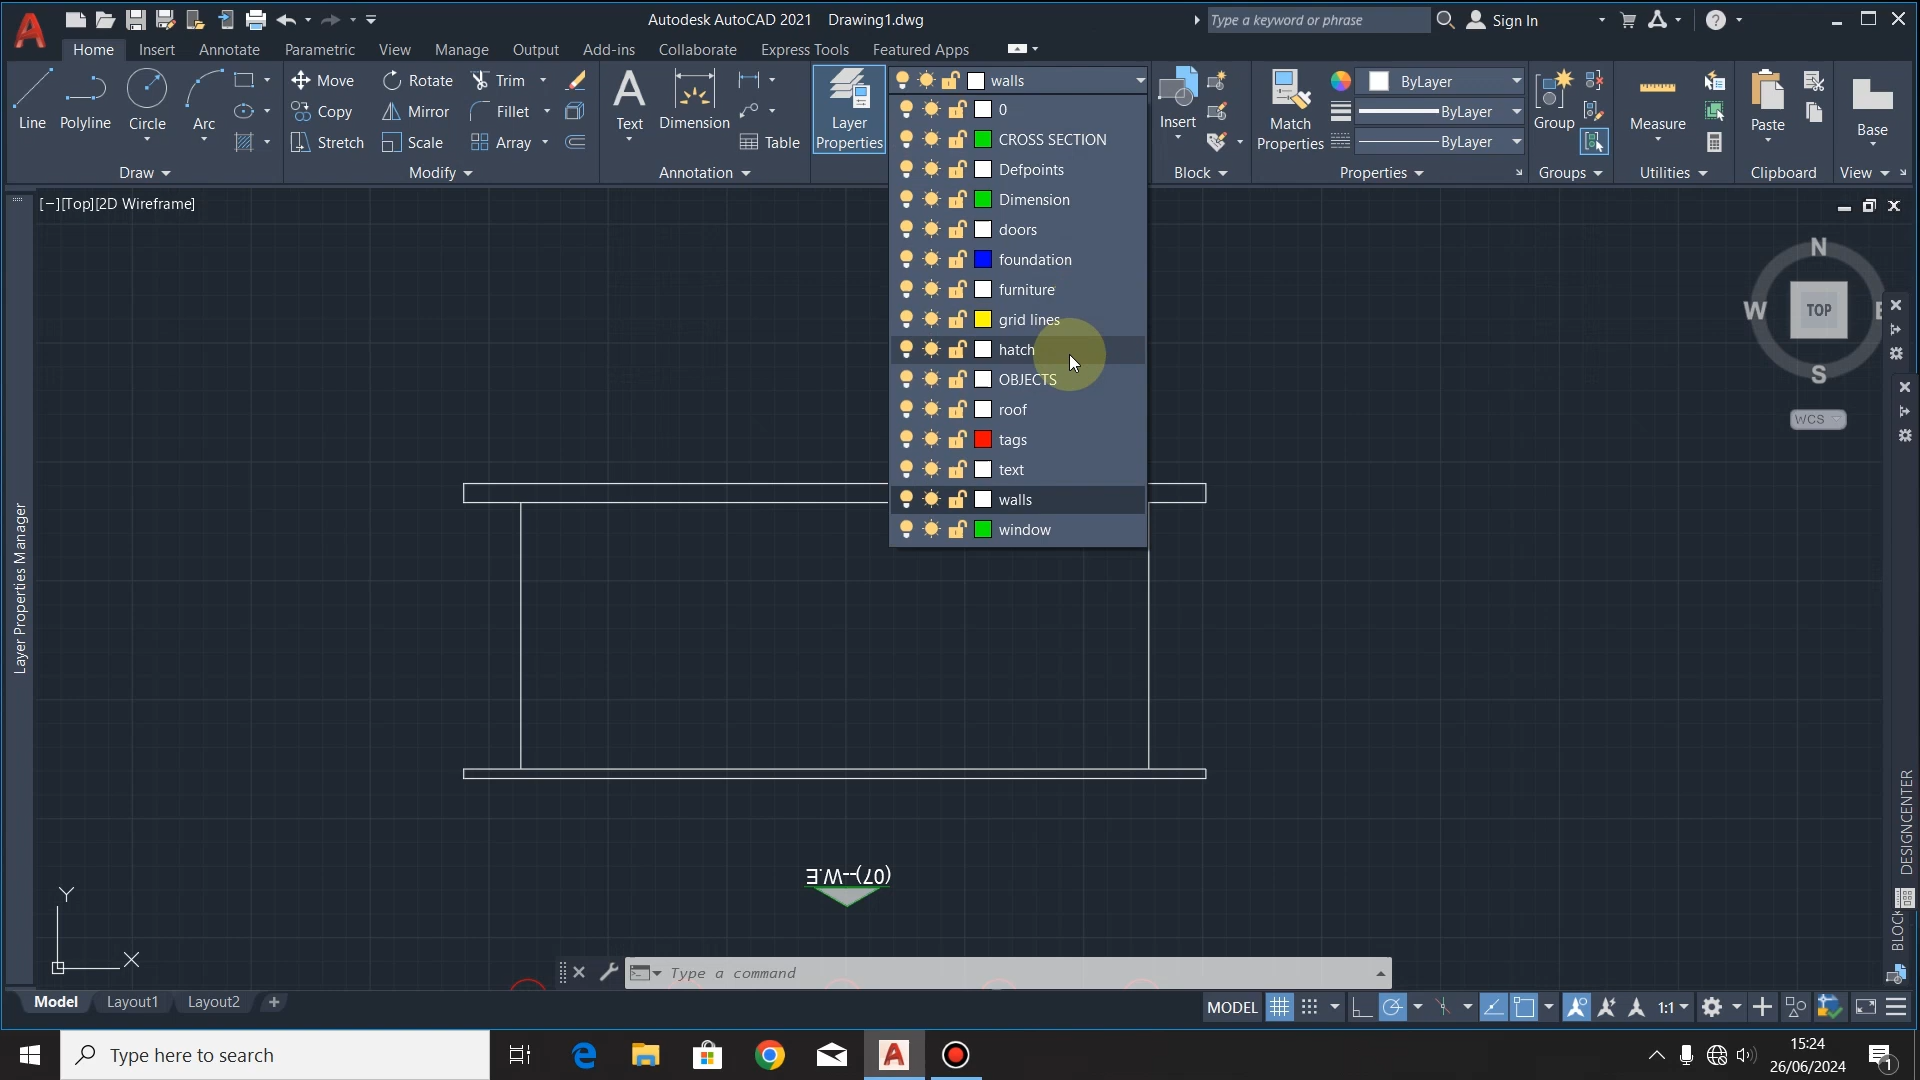 Autodesk AutoCAD 2021 Drawing1.dwg
Type a keyword or phrase
Sign In
Home Insert Annotate Parametric View Manage Output Add-ins Collaborate Express Tools Featured Apps
Line Polyline Circle Arc
Move Rotate Trim
Copy Mirror Fillet
Stretch Scale Array
Text Dimension Table
Layer Properties
walls
Insert
Match Properties
ByLayer
ByLayer
ByLayer
Group
Measure
Paste
Base
Draw Modify Annotation Block Properties Groups Utilities Clipboard View
0
CROSS SECTION
Defpoints
Dimension
doors
foundation
furniture
grid lines
hatch
OBJECTS
roof
tags
text
walls
window
[−][Top][2D Wireframe]
N
W TOP E
S
WCS
Layer Properties Manager
DESIGNCENTER
BLOCK
(07)--W.E
Y
X
Type a command
Model Layout1 Layout2
MODEL
1:1
Type here to search
15:24
26/06/2024
1